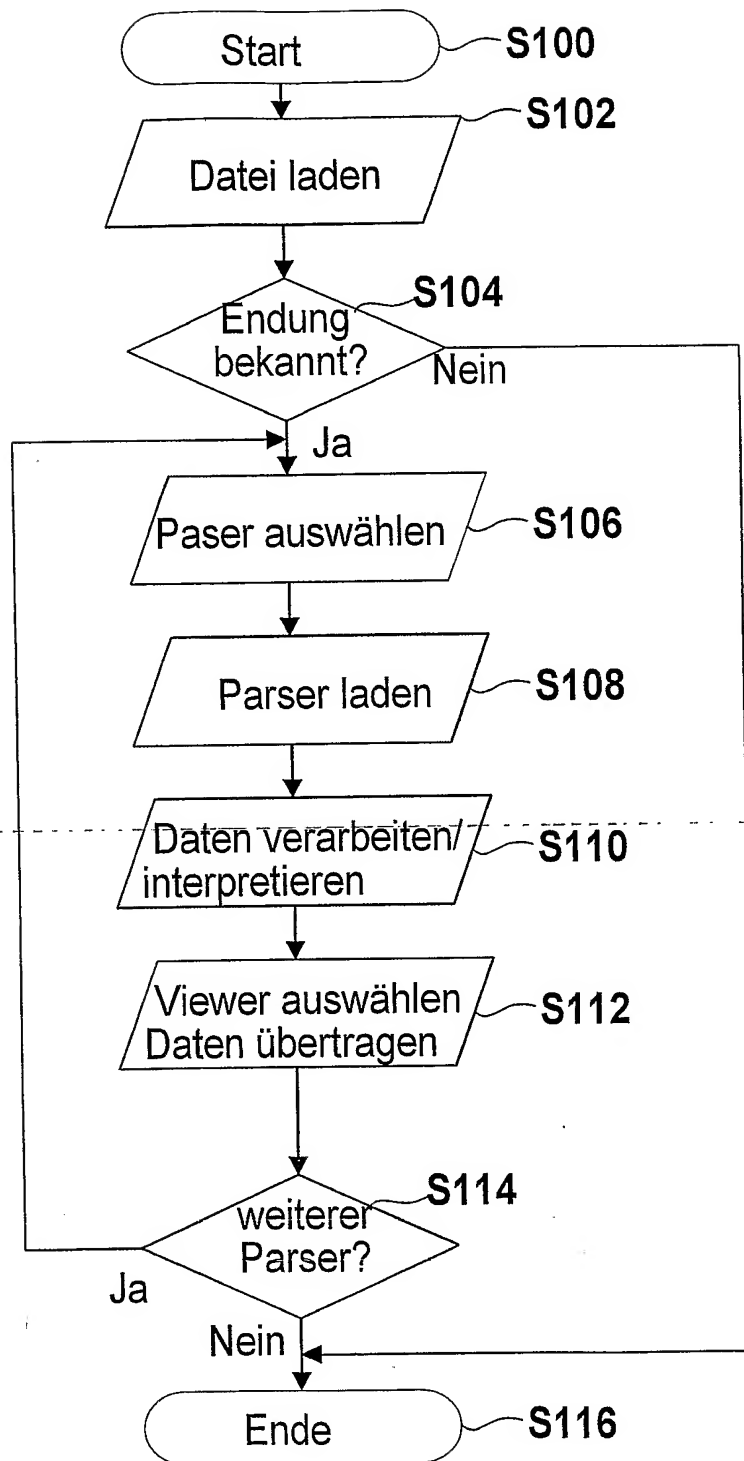 Start
S100
S102
Datei laden
S104
Endung
bekannt?
Nein
Ja
Paser auswählen
S106
Parser laden
S108
Daten verarbeiten/
interpretieren
S110
Viewer auswählen
Daten übertragen
S112
S114
weiterer
Parser?
Ja
Nein
Ende
S116